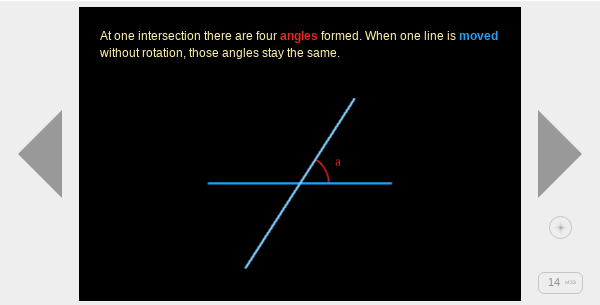 At one intersection there are four angles formed. When one line is moved
without rotation, those angles stay the same.
a
14